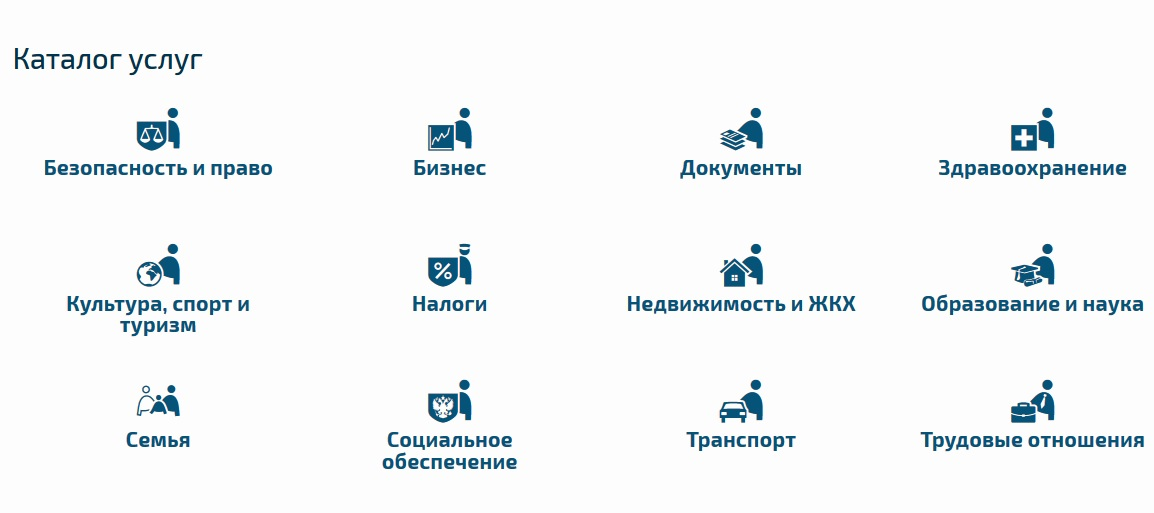 Каталог услуг
Безопасность и право
Бизнес
Документы
Здравоохранение
Культура, спорт и
туризм
Налоги
Недвижимость и ЖКХ
Образование и наука
Семья
Социальное
обеспечение
Транспорт
Трудовые отношения